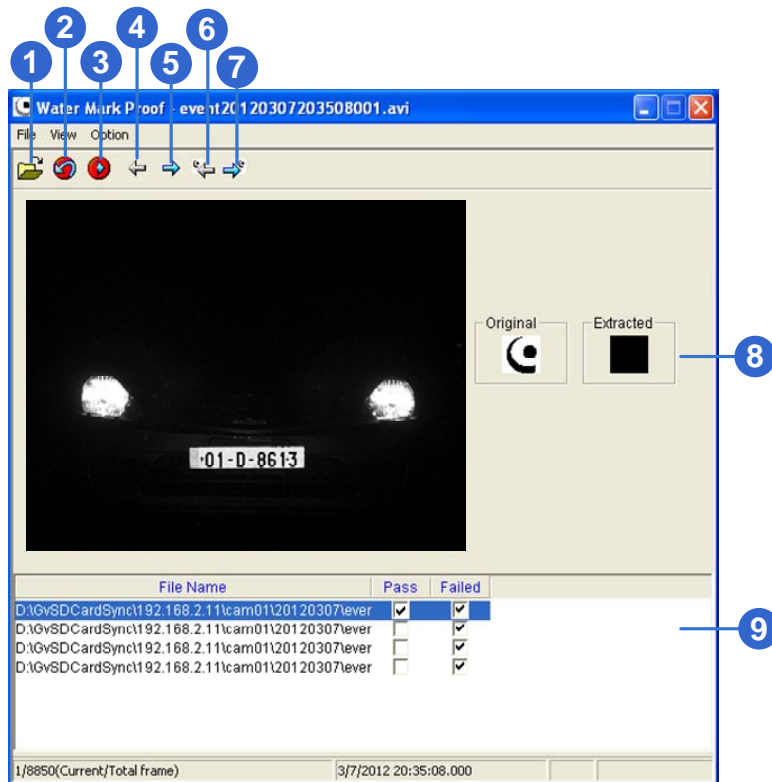 2 4 6
1 3 5 7
Water Mark Proof - event20120307203508001.avi
File View Option
Original Extracted
8
01-D-8613
File Name Pass Failed
D:\GvSDCardSync\192.168.2.11\cam01\20120307\ever
D:\GvSDCardSync\192.168.2.11\cam01\20120307\ever
D:\GvSDCardSync\192.168.2.11\cam01\20120307\ever
D:\GvSDCardSync\192.168.2.11\cam01\20120307\ever
9
1/8850(Current/Total frame) 3/7/2012 20:35:08.000